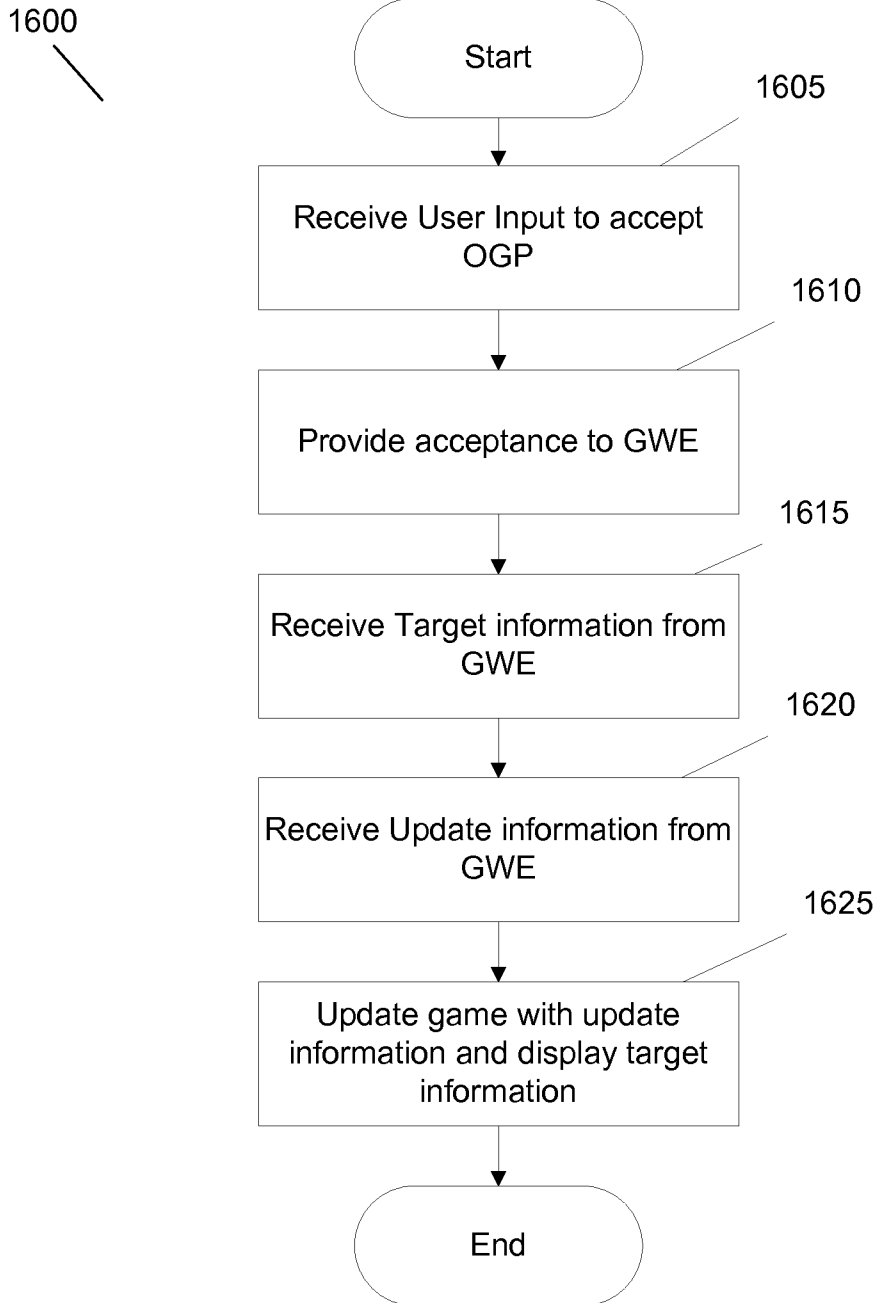 1600
Start
1605
Receive User Input to accept
OGP
1610
Provide acceptance to GWE
1615
Receive Target information from
GWE
1620
Receive Update information from
GWE
1625
Update game with update
information and display target
information
End